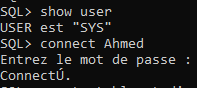 SQL> show user
USER est "SYS"
SQL> connect Ahmed
Entrez le mot de passe :
ConnectÚ.